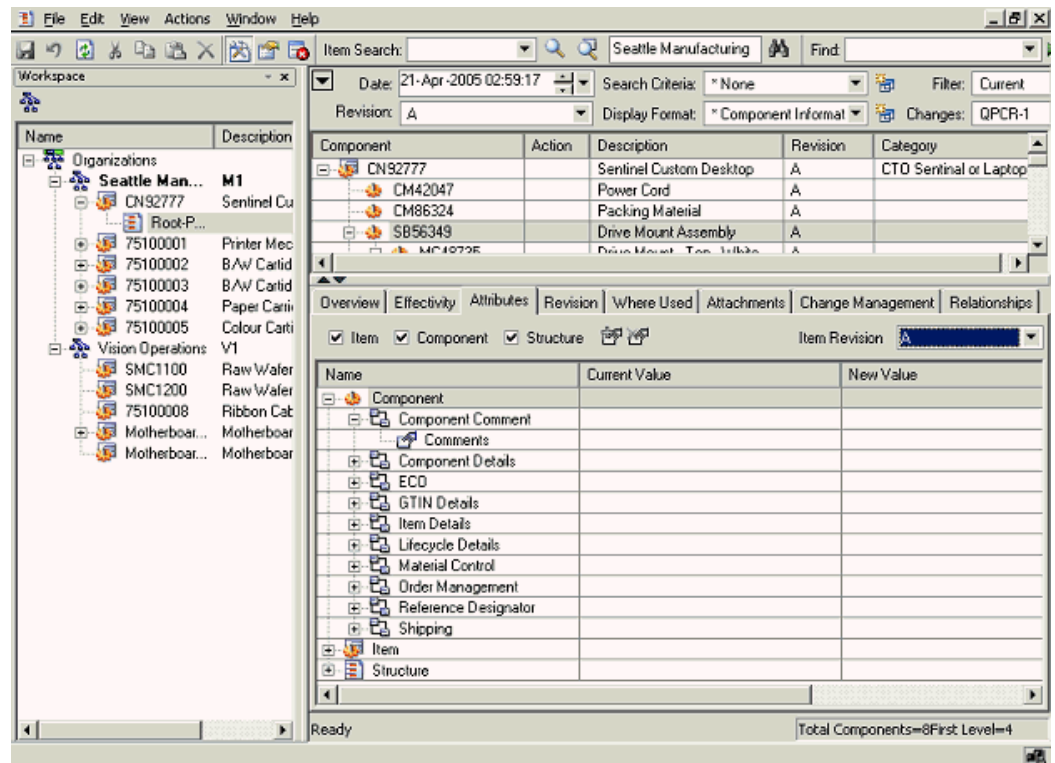 File Edit View Actions Window Help
Item Search: Seattle Manufacturing Find:
Workspace
Name Description
Organizations
Seattle Man... M1
CN92777 Sentinel Cu
Root-P...
75100001 Printer Mec
75100002 B/W Cartid
75100003 B/W Cartid
75100004 Paper Carri
75100005 Colour Carti
Vision Operations V1
SMC1100 Raw Wafer
SMC1200 Raw Wafer
75100008 Ribbon Cab
Motherboar... Motherboar
Motherboar... Motherboar
Date: 21-Apr-2005 02:59:17 Search Criteria: * None Filter: Current
Revision: A Display Format: * Component Informat Changes: QPCR-1
Component Action Description Revision Category
CN92777 Sentinel Custom Desktop A CTO Sentinal or Laptop
CM42047 Power Cord A
CM86324 Packing Material A
SB56349 Drive Mount Assembly A
MC48735 Drive Mount Top White A
Overview Effectivity Attributes Revision Where Used Attachments Change Management Relationships
Item Component Structure Item Revision A
Name Current Value New Value
Component
Component Comment
Comments
Component Details
ECO
GTIN Details
Item Details
Lifecycle Details
Material Control
Order Management
Reference Designator
Shipping
Item
Structure
Ready Total Components=8First Level=4